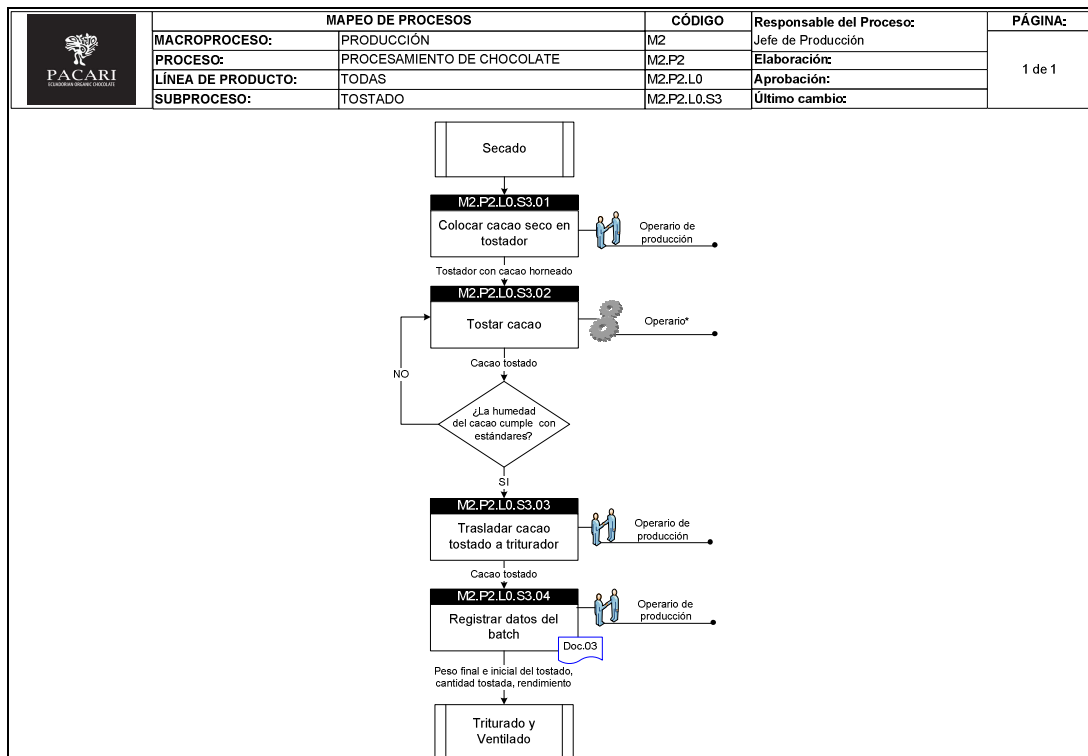 PACARI
ECUADORIAN ORGANIC CHOCOLATE
MAPEO DE PROCESOS
CÓDIGO
Responsable del Proceso:
PÁGINA:
MACROPROCESO:
PRODUCCIÓN
M2
Jefe de Producción
PROCESO:
PROCESAMIENTO DE CHOCOLATE
M2.P2
Elaboración:
1 de 1
LÍNEA DE PRODUCTO:
TODAS
M2.P2.L0
Aprobación:
SUBPROCESO:
TOSTADO
M2.P2.L0.S3
Último cambio:
Secado
M2.P2.L0.S3.01
Colocar cacao seco en
tostador
Operario de
producción
Tostador con cacao horneado
M2.P2.L0.S3.02
Tostar cacao
Operario*
Cacao tostado
NO
¿La humedad
del cacao cumple con
estándares?
SI
M2.P2.L0.S3.03
Trasladar cacao
tostado a triturador
Operario de
producción
Cacao tostado
M2.P2.L0.S3.04
Registrar datos del
batch
Operario de
producción
Doc.03
Peso final e inicial del tostado,
cantidad tostada, rendimiento
Triturado y
Ventilado